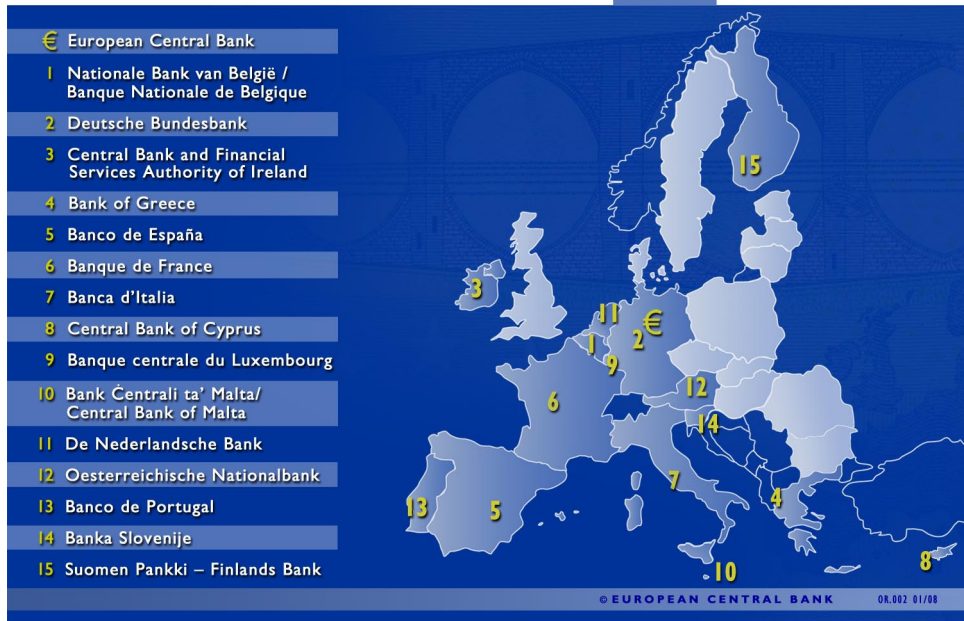 € European Central Bank
1 Nationale Bank van België /
Banque Nationale de Belgique
2 Deutsche Bundesbank
3 Central Bank and Financial
Services Authority of Ireland
4 Bank of Greece
5 Banco de España
6 Banque de France
7 Banca d'Italia
8 Central Bank of Cyprus
9 Banque centrale du Luxembourg
10 Bank Ċentrali ta' Malta/
Central Bank of Malta
11 De Nederlandsche Bank
12 Oesterreichische Nationalbank
13 Banco de Portugal
14 Banka Slovenije
15 Suomen Pankki – Finlands Bank
15
3
11
€
1
2
9
12
6
14
7
13
5
4
10
8
© EUROPEAN CENTRAL BANK OR.002 01/08